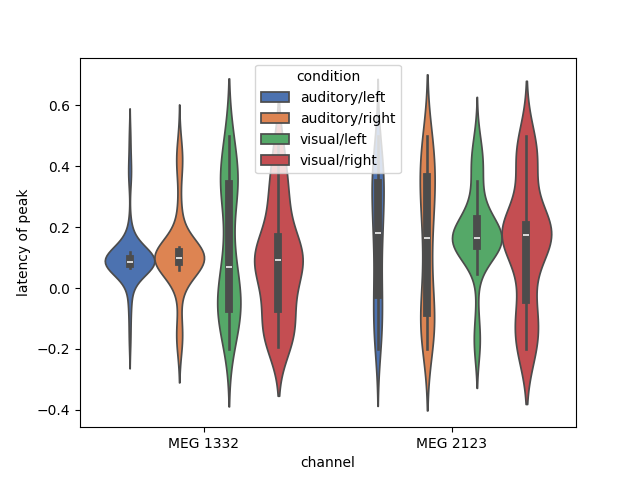 condition
auditory/left
auditory/right
visual/left
visual/right
latency of peak
0.6
0.4
0.2
0.0
−0.2
−0.4
MEG 1332
MEG 2123
channel